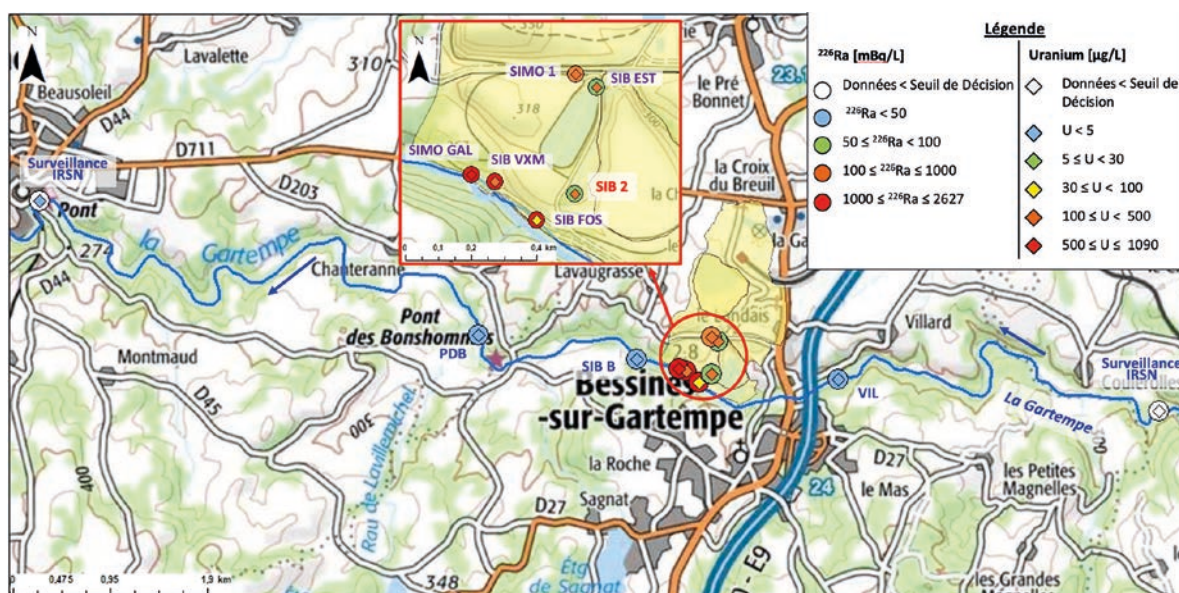 N
Lavalette
310
Beausoleil
D44
Surveillance
IRSN
D711
D203
Pont
274
la Gartempe
Chanteranne
D44
Montmaud
D45
400
300
Pont
des Bonshommes
PDB
Rau de Lavillemichel
348
0 0,475 0,95 1,9 km
N
330
SIMO 1
SIB EST
318
SIMO GAL
SIB VXM
SIB 2
SIB FOS
0 0,1 0,2 0,4 km
Lavaugrasse
SIB B
Bessines
-sur-Gartempe
la Roche
Sagnat
D27
Etg
de Sagnat
le Pré
Bonnet
la Croix
du Breuil
le Londais
24
E9
VIL
Villard
D27
le Mas
les Petites
Magnelles
les Grandes
La Gartempe
Surveillance
IRSN
Légende
²²⁶Ra [mBq/L]
Données < Seuil de Décision
²²⁶Ra < 50
50 ≤ ²²⁶Ra < 100
100 ≤ ²²⁶Ra ≤ 1000
1000 ≤ ²²⁶Ra ≤ 2627
Uranium [µg/L]
Données < Seuil de
Décision
U < 5
5 ≤ U < 30
30 ≤ U < 100
100 ≤ U < 500
500 ≤ U ≤ 1090